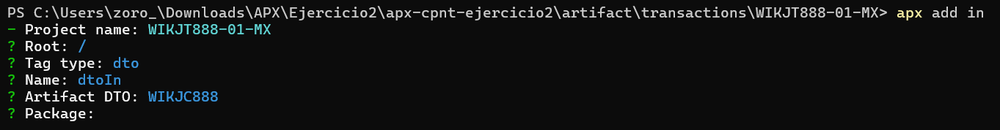 PS C:\Users\zoro_\Downloads\APX\Ejercicio2\apx-cpnt-ejercicio2\artifact\transactions\WIKJT888-01-MX> apx add in
- Project name: WIKJT888-01-MX
? Root: /
? Tag type: dto
? Name: dtoIn
? Artifact DTO: WIKJC888
? Package: